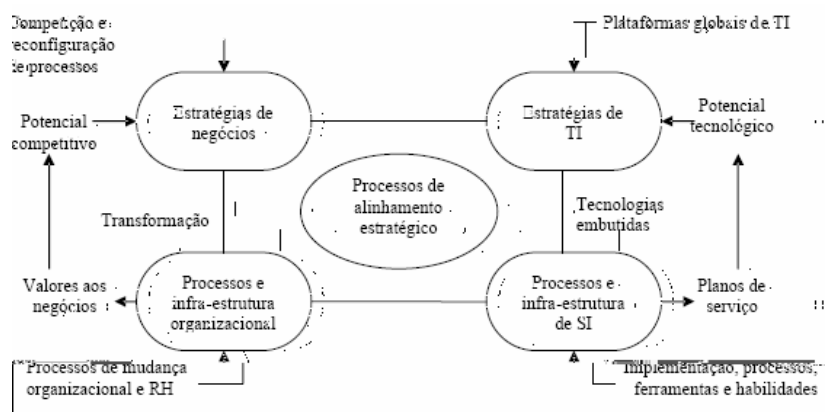 Competição e
reconfiguração
de processos
Plataformas globais de TI
Estratégias de
negócios
Estratégias de
TI
Potencial
competitivo
Potencial
tecnológico
Processos de
alinhamento
estratégico
Transformação
Tecnologias
embutidas
Valores aos
negócios
Processos e
infra-estrutura
organizacional
Processos e
infra-estrutura
de SI
Planos de
serviço
Processos de mudança
organizacional e RH
Implementação, processos,
ferramentas e habilidades